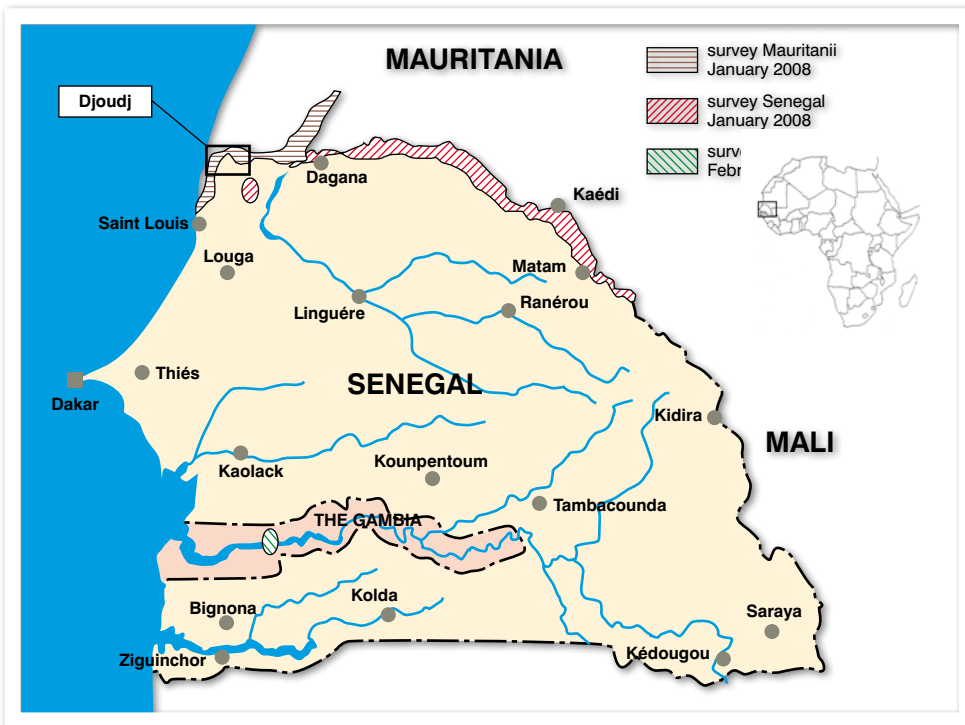 MAURITANIA
survey Mauritanii
January 2008
survey Senegal
January 2008
Djoudj
Dagana
Kaédi
Saint Louis
Louga
Matam
Linguére
Ranérou
Thiés
SENEGAL
Dakar
Kidira
MALI
Kaolack
Kounpentoum
Tambacounda
THE GAMBIA
Bignona
Kolda
Saraya
Ziguinchor
Kédougou